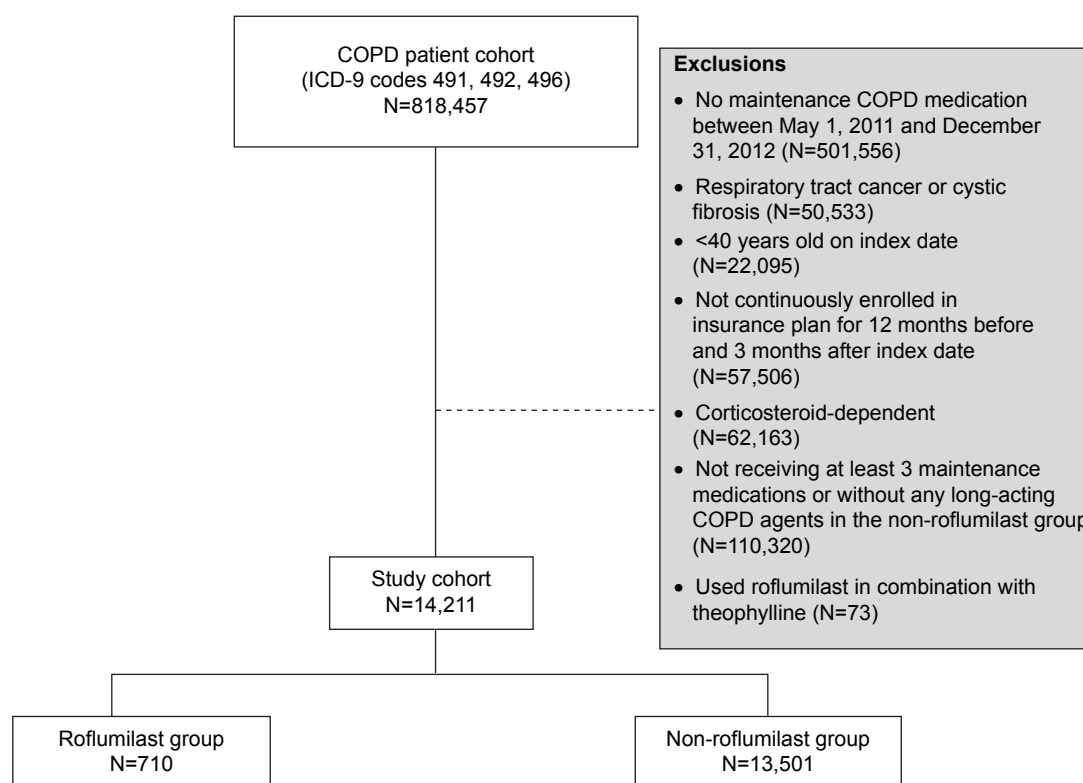 COPD patient cohort
(ICD-9 codes 491, 492, 496)
N=818,457
Exclusions
• No maintenance COPD medication
between May 1, 2011 and December
31, 2012 (N=501,556)
• Respiratory tract cancer or cystic
fibrosis (N=50,533)
• <40 years old on index date
(N=22,095)
• Not continuously enrolled in
insurance plan for 12 months before
and 3 months after index date
(N=57,506)
• Corticosteroid-dependent
(N=62,163)
• Not receiving at least 3 maintenance
medications or without any long-acting
COPD agents in the non-roflumilast group
(N=110,320)
• Used roflumilast in combination with
theophylline (N=73)
Study cohort
N=14,211
Roflumilast group
N=710
Non-roflumilast group
N=13,501